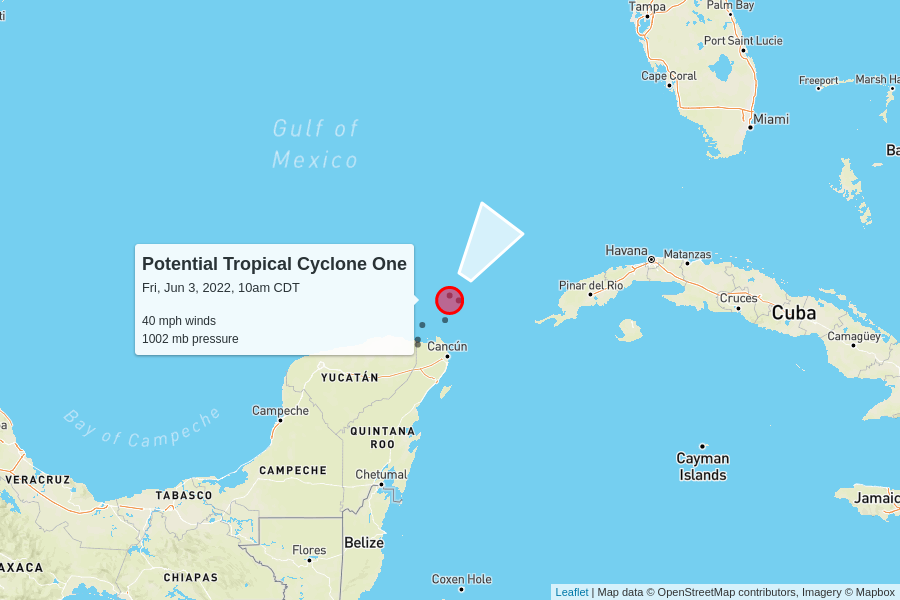 Tampa
Palm Bay
Port Saint Lucie
Cape Coral
Freeport
Marsh Ha
Miami
Gulf of
Mexico
Ba
Havana
Matanzas
Potential Tropical Cyclone One
Fri, Jun 3, 2022, 10am CDT
40 mph winds
1002 mb pressure
Pinar del Río
Cruces
Cuba
Camagüey
Cancún
YUCATÁN
Campeche
Bay of Campeche
QUINTANA
ROO
Cayman
Islands
CAMPECHE
Chetumal
VERACRUZ
TABASCO
Jamaic
Belize
Flores
AXACA
CHIAPAS
Coxen Hole
Leaflet | Map data © OpenStreetMap contributors, Imagery © Mapbox